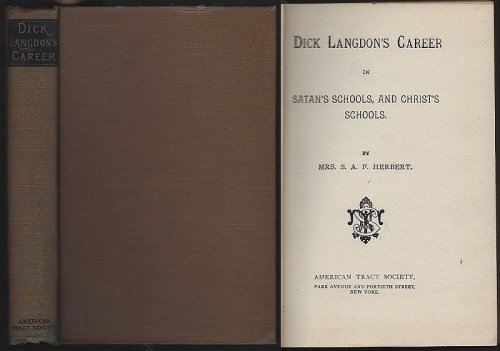 DICK
LANGDON'S
CAREER
AMERICAN
TRACT SOCIETY
DICK LANGDON'S CAREER
IN
SATAN'S SCHOOLS, AND CHRIST'S
SCHOOLS.
BY
MRS. S. A. F. HERBERT.
AMERICAN TRACT SOCIETY,
PARK AVENUE AND FORTIETH STREET,
NEW YORK.